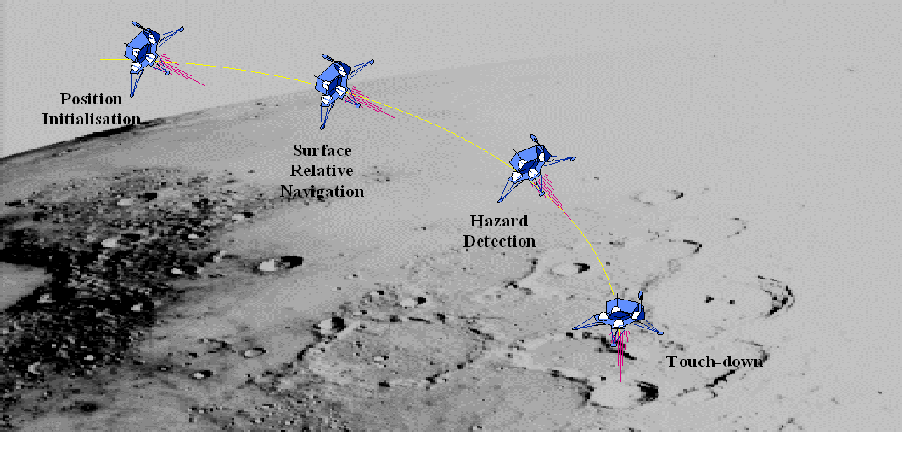 Position
Initialisation
Surface
Relative
Navigation
Hazard
Detection
Touch-down